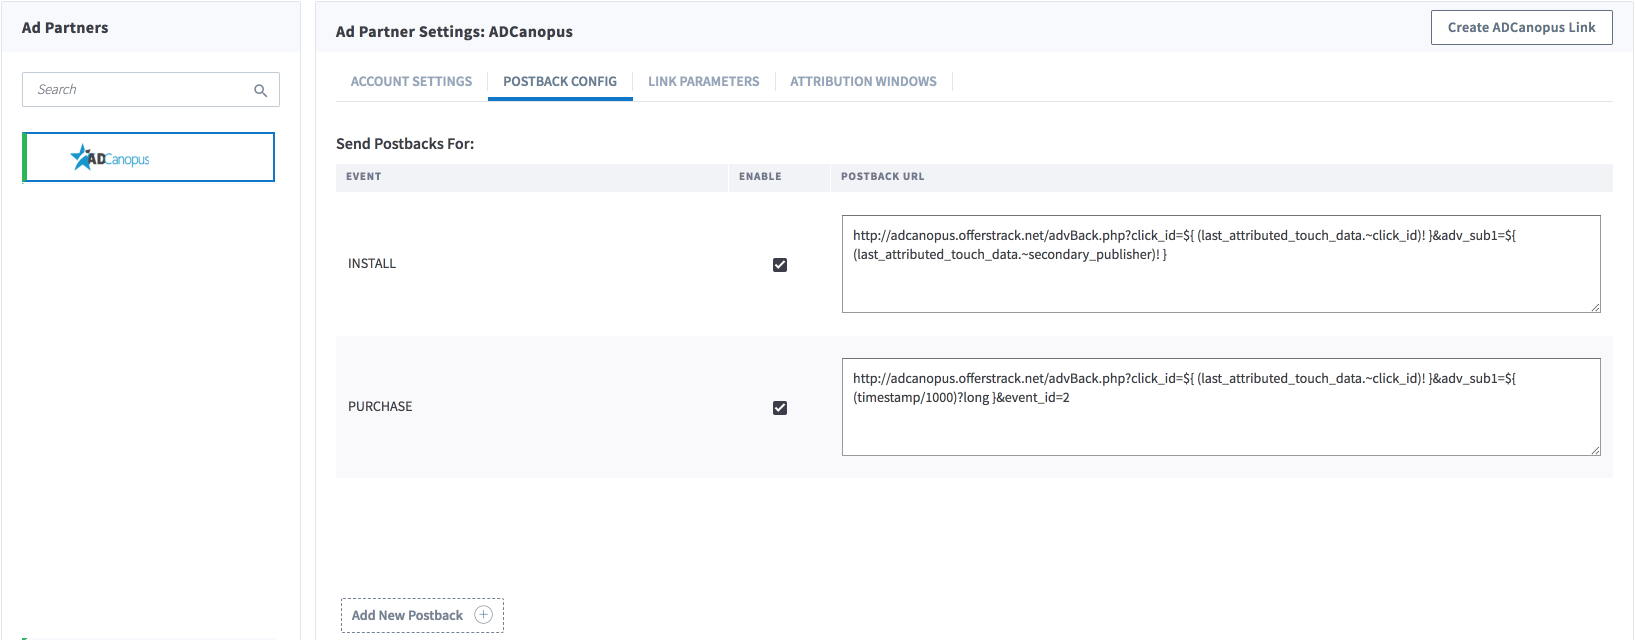 Ad Partners
Search
ADCanopus
Ad Partner Settings: ADCanopus
Create ADCanopus Link
ACCOUNT SETTINGS
POSTBACK CONFIG
LINK PARAMETERS
ATTRIBUTION WINDOWS
Send Postbacks For:
EVENT
ENABLE
POSTBACK URL
INSTALL
http://adcanopus.offerstrack.net/advBack.php?click_id=${ (last_attributed_touch_data.~click_id)! }&adv_sub1=${
(last_attributed_touch_data.~secondary_publisher)! }
PURCHASE
http://adcanopus.offerstrack.net/advBack.php?click_id=${ (last_attributed_touch_data.~click_id)! }&adv_sub1=${
(timestamp/1000)?long }&event_id=2
Add New Postback